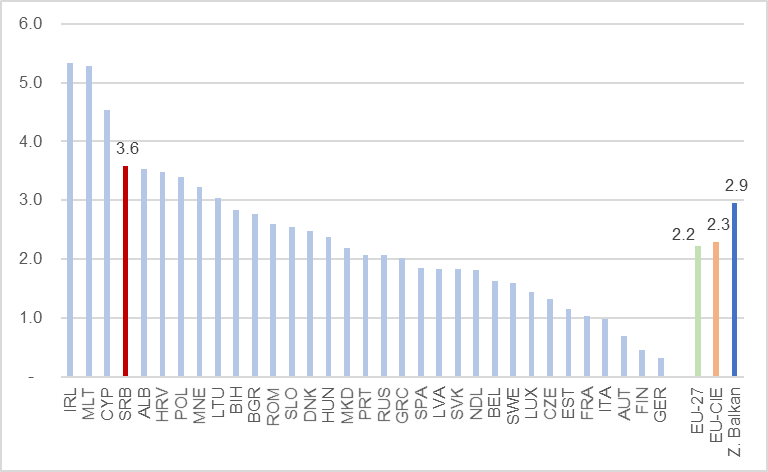 6.0
5.0
4.0
3.0
2.0
1.0
-
3.6
2.2
2.3
2.9
IRL
MLT
CYP
SRB
ALB
HRV
POL
MNE
LTU
BIH
BGR
ROM
SLO
DNK
HUN
MKD
PRT
RUS
GRC
SPA
LVA
SVK
NDL
BEL
SWE
LUX
CZE
EST
FRA
ITA
AUT
FIN
GER
EU-27
EU-CIE
Z. Balkan